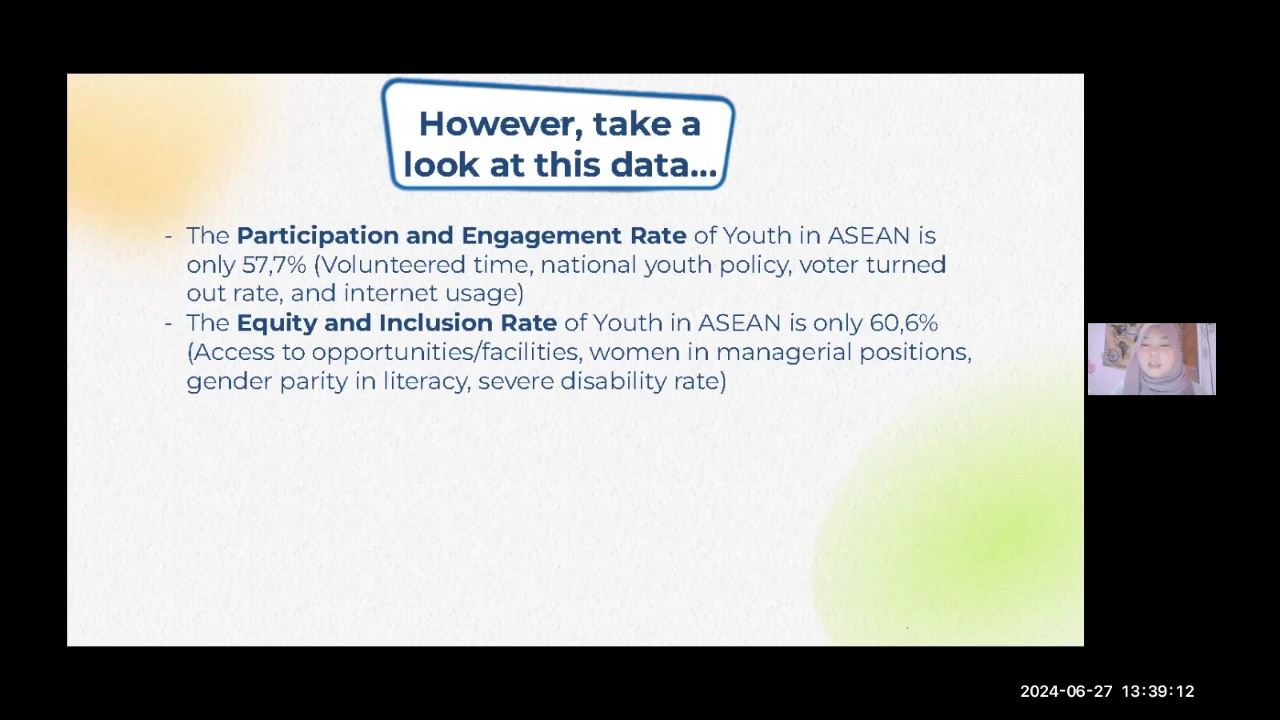 However, take a
look at this data...
- The Participation and Engagement Rate of Youth in ASEAN is
only 57,7% (Volunteered time, national youth policy, voter turned
out rate, and internet usage)
- The Equity and Inclusion Rate of Youth in ASEAN is only 60,6%
(Access to opportunities/facilities, women in managerial positions,
gender parity in literacy, severe disability rate)
2024-06-27 13:39:12